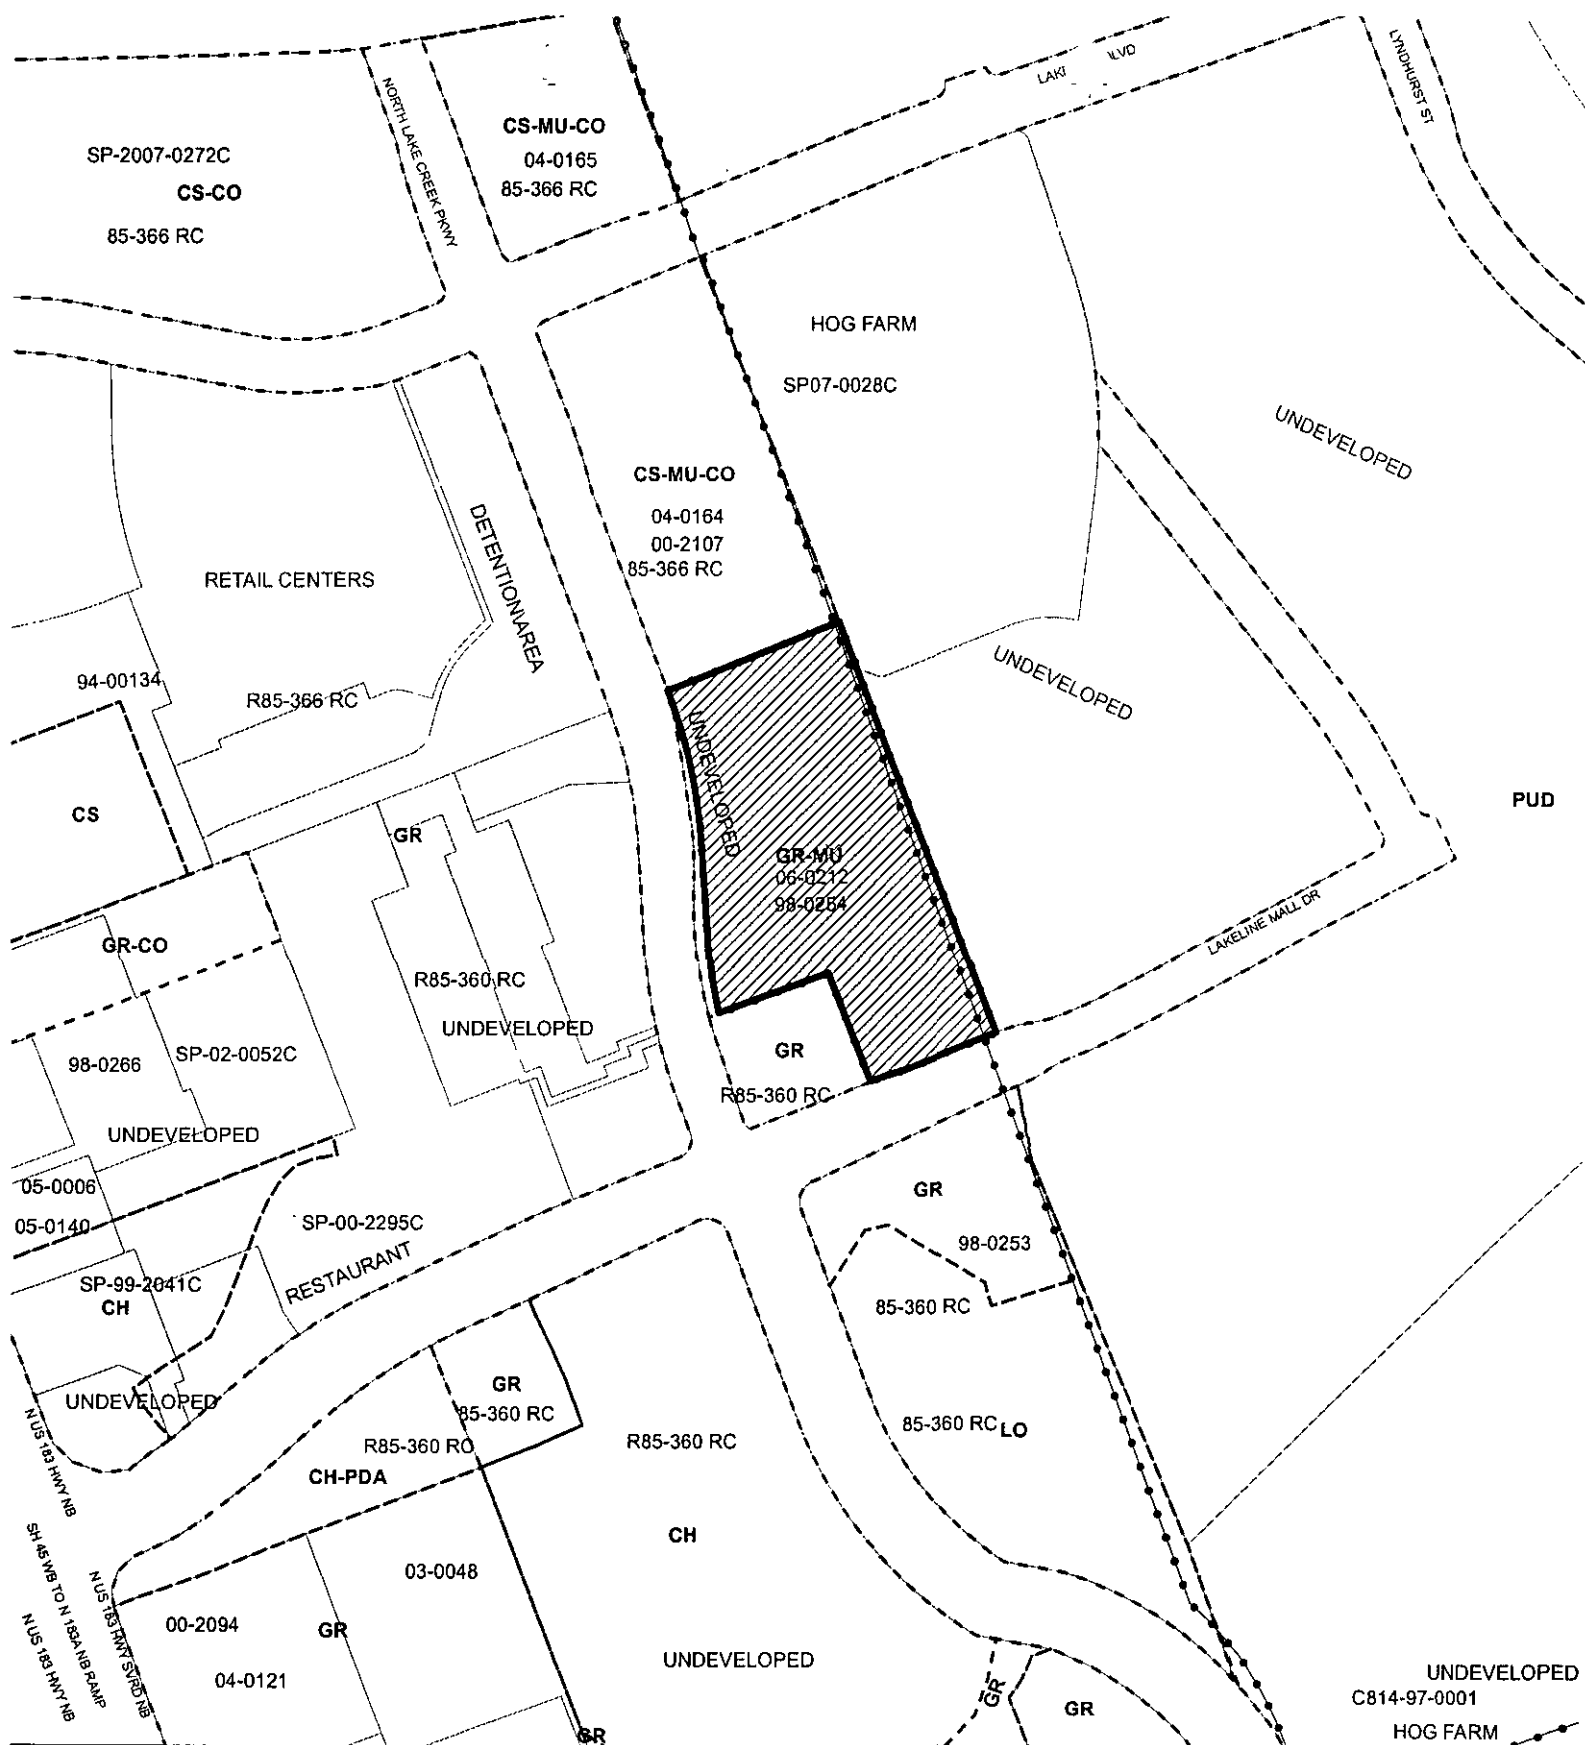 LYNDHURST ST
NORTH LAKE CREEK PKWY
CS-MU-CO
04-0165
85-366 RC
SP-2007-0272C
CS-CO
85-366 RC
HOG FARM
SP07-0028C
UNDEVELOPED
CS-MU-CO
04-0164
00-2107
85-366 RC
DETENTION AREA
RETAIL CENTERS
94-00134
R85-366 RC
UNDEVELOPED
UNDEVELOPED
CS
GR
PUD
GR-MU
06-0212
98-0254
GR-CO
LAKELINE MALL DR
R85-360 RC
UNDEVELOPED
98-0266
SP-02-0052C
GR
R85-360 RC
UNDEVELOPED
05-0006
05-0140
SP-00-2295C
GR
98-0253
RESTAURANT
SP-99-2041C
CH
85-360 RC
UNDEVELOPED
GR
85-360 RC
85-360 RC LO
R85-360 RC
R85-360 RC
CH-PDA
N US 183 HWY NB
SH 45 WB TO N 183A NB RAMP
N US 183 HWY SVRD NB
N US 183 HWY NB
CH
03-0048
00-2094
GR
04-0121
UNDEVELOPED
GR
GR
GR
UNDEVELOPED
C814-97-0001
HOG FARM